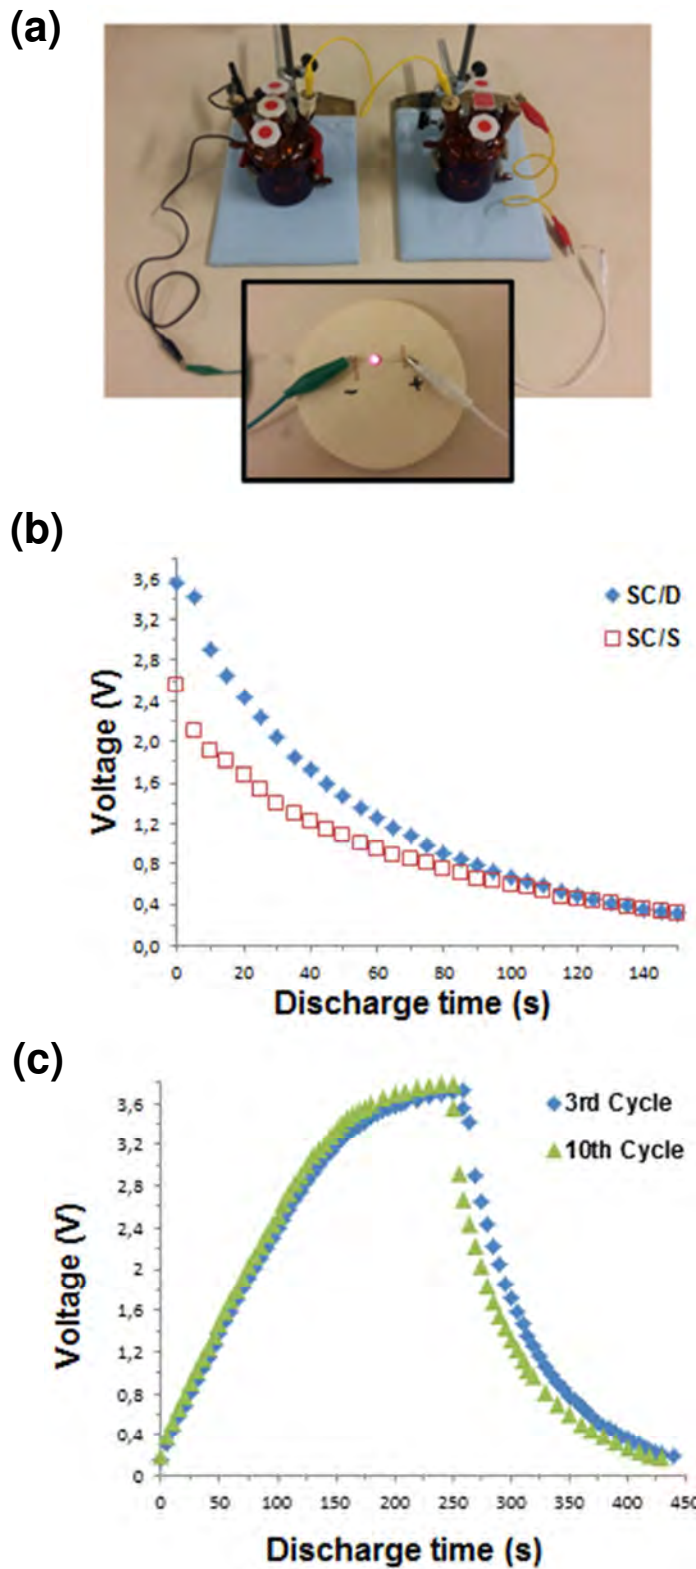 (a)
-
+
(b)
Voltage (V)
3,6
3,2
2,8
2,4
2,0
1,6
1,2
0,8
0,4
0,0
SC/D
SC/S
0 20 40 60 80 100 120 140
Discharge time (s)
(c)
Voltage (V)
3,6
3,2
2,8
2,4
2
1,6
1,2
0,8
0,4
0
3rd Cycle
10th Cycle
0 50 100 150 200 250 300 350 400 450
Discharge time (s)